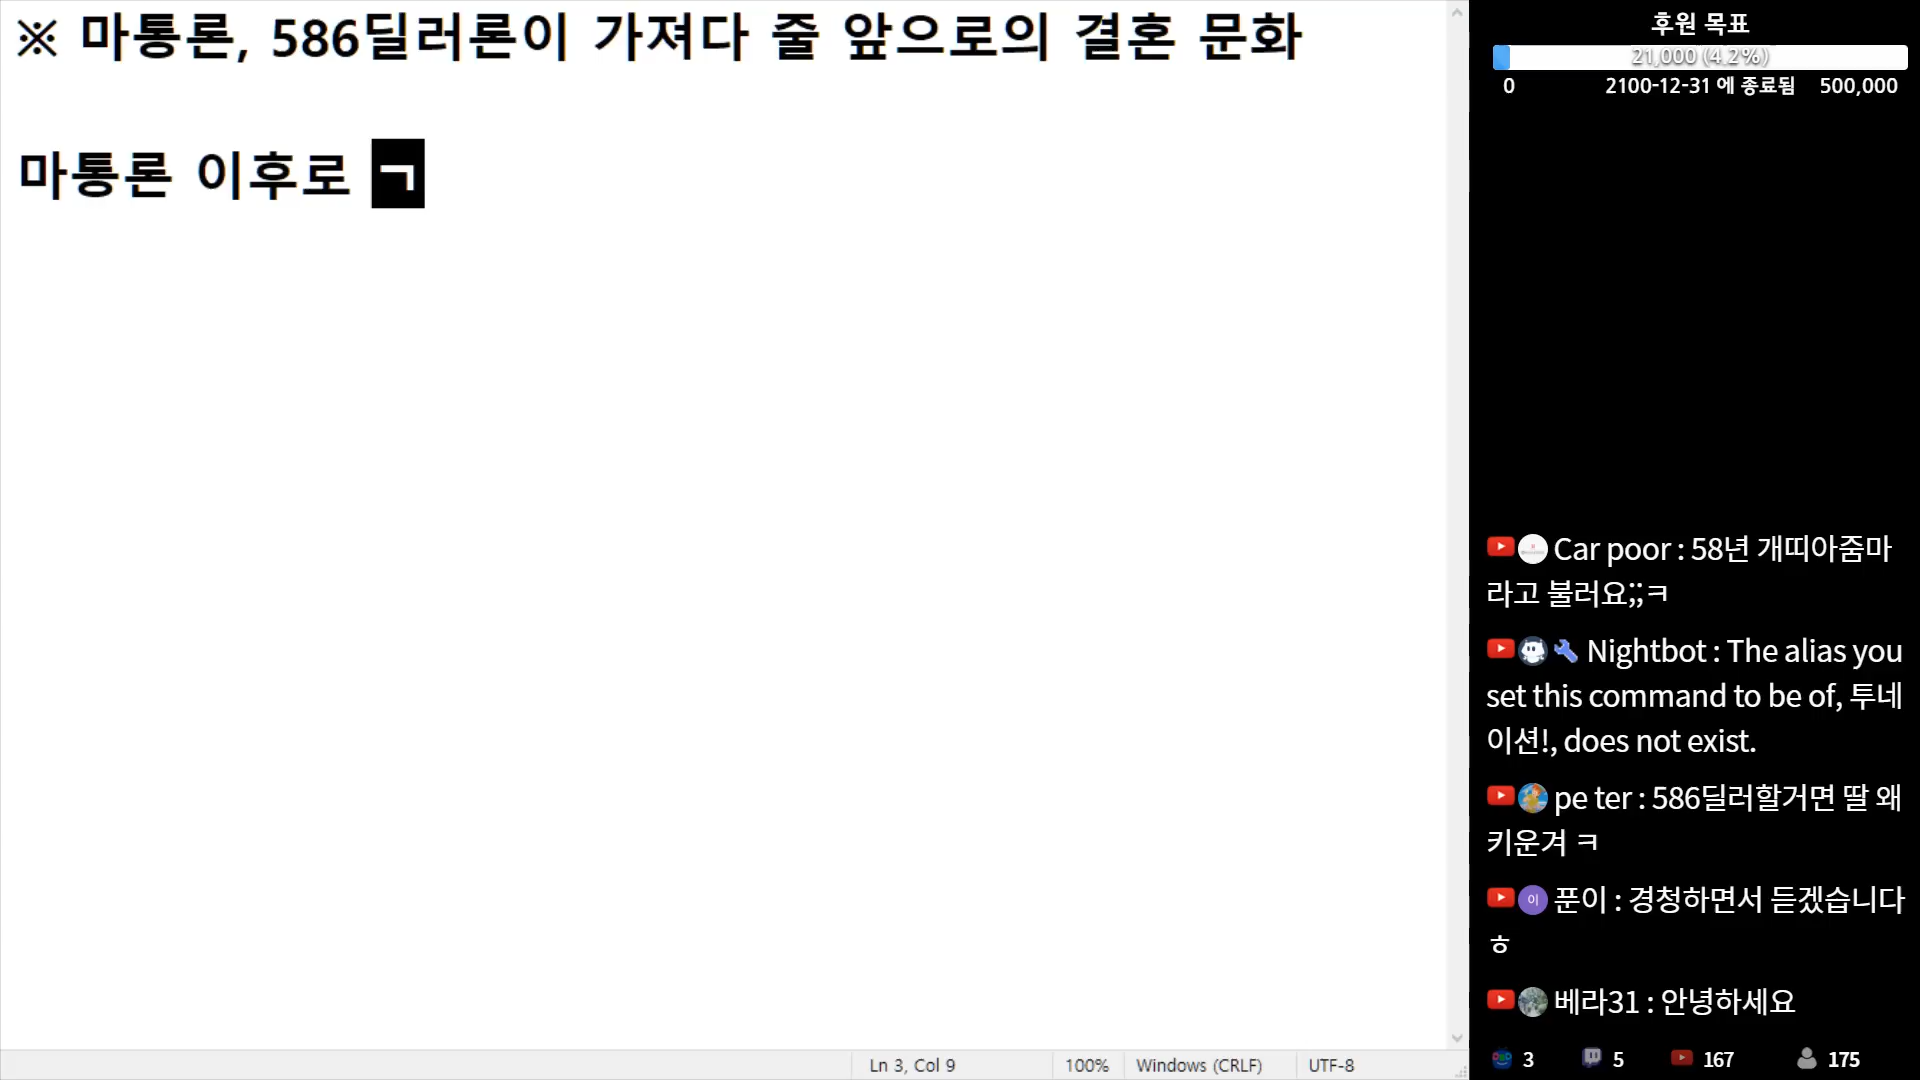 ※ 마통론, 586딜러론이 가져다 줄 앞으로의 결혼 문화
마통론 이후로 ㄱ
Ln 3, Col 9
100%
Windows (CRLF)
UTF-8
후원 목표
21,000 (4.2%)
0
2100-12-31 에 종료됨
500,000
Car poor : 58년 개띠아줌마
라고 불러요;;ㅋ
Nightbot : The alias you
set this command to be of, 투네
이션!, does not exist.
pe ter : 586딜러할거면 딸 왜
키운겨 ㅋ
이 푼이 : 경청하면서 듣겠습니다
ㅎ
베라31 : 안녕하세요
3
5
167
175